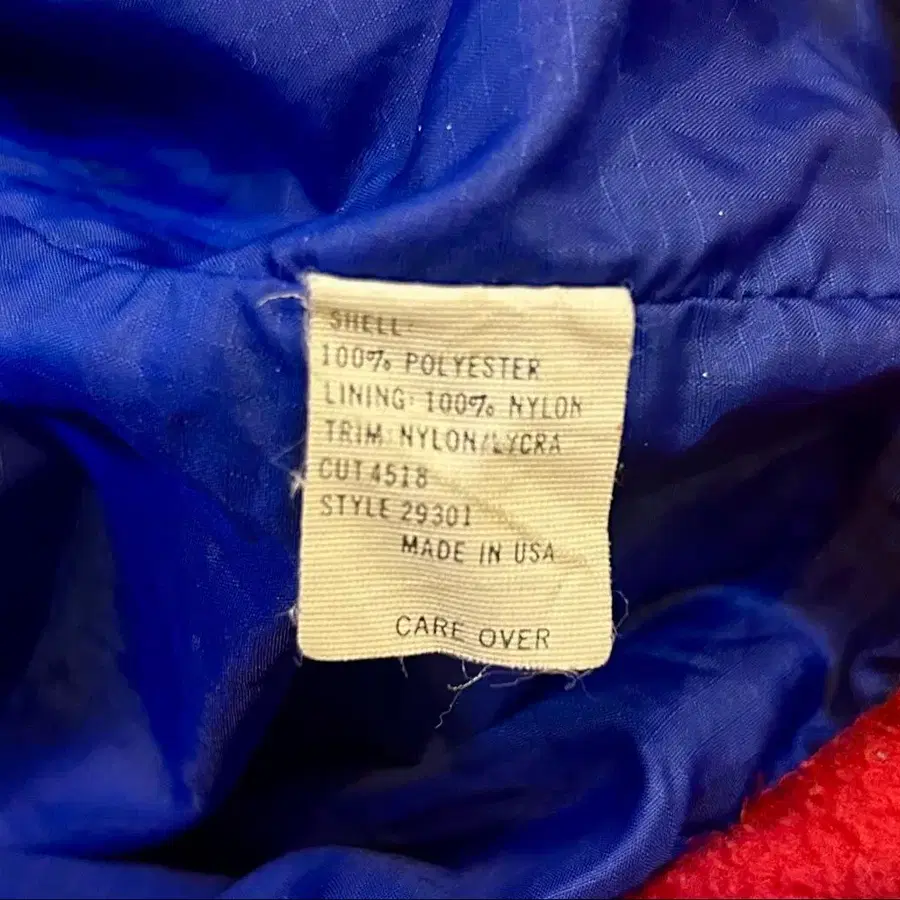 SHELL:
100% POLYESTER
LINING: 100% NYLON
TRIM: NYLON/LYCRA
CUT 4518
STYLE 29301
MADE IN USA
CARE OVER